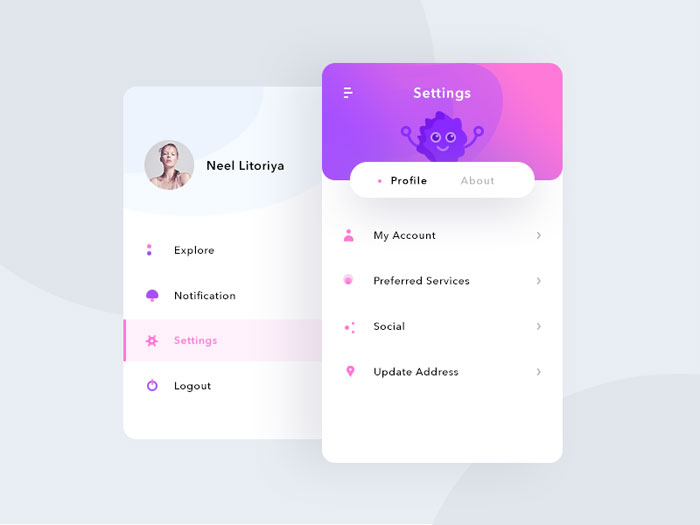 Neel Litoriya
Explore
Notification
Settings
Logout
Settings
Profile
About
My Account
Preferred Services
Social
Update Address